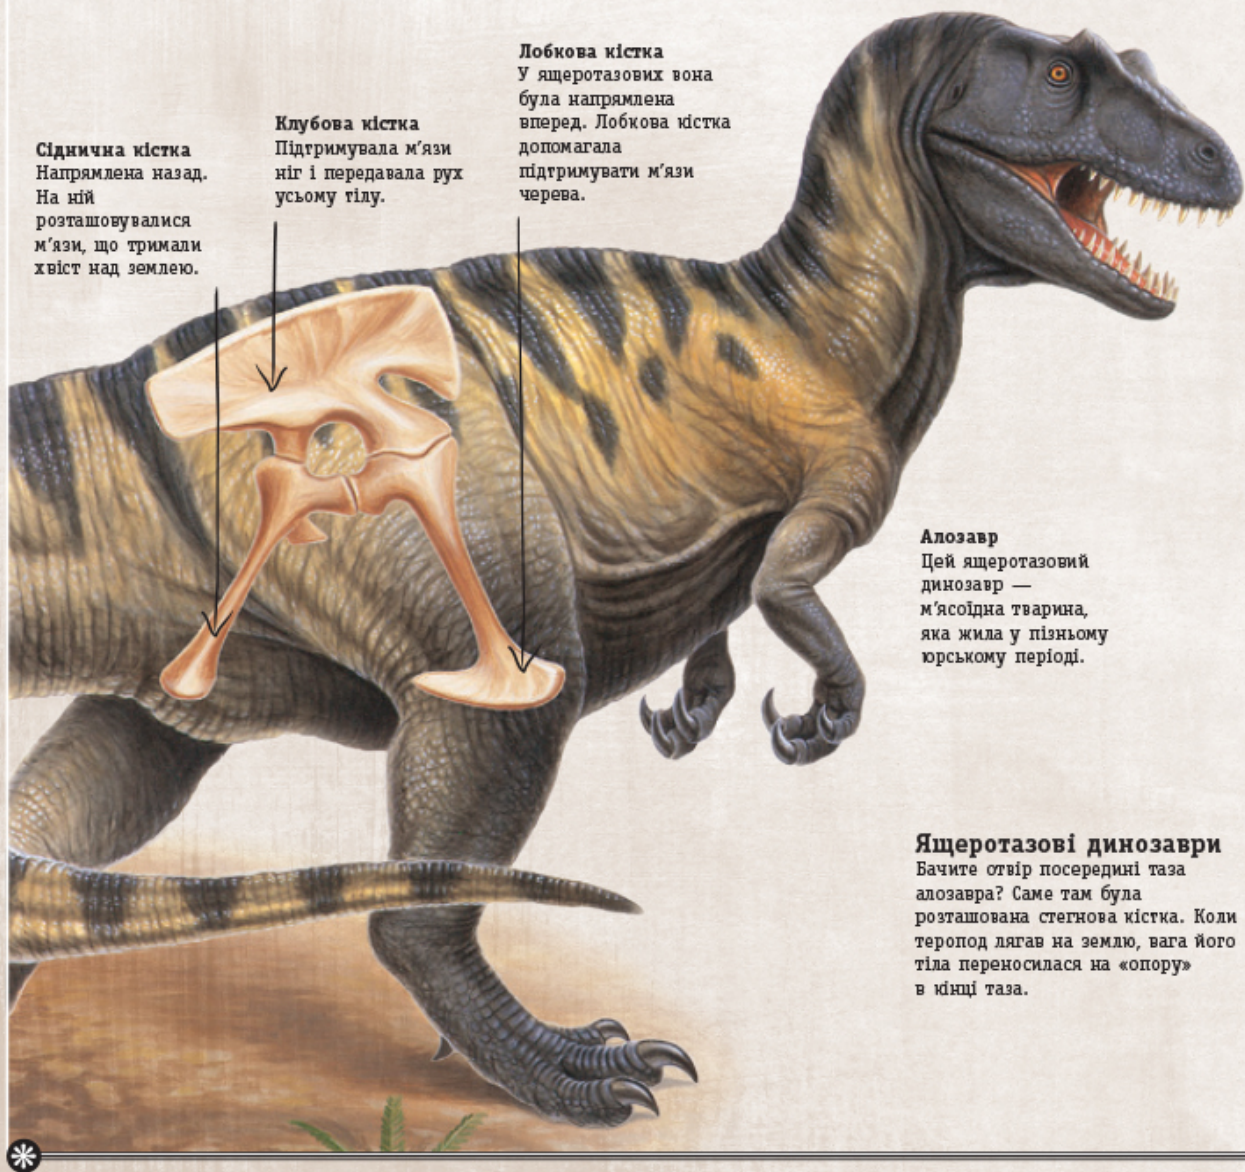 Сіднична кістка
Напрямлена назад.
На ній
розташовувалися
м’язи, що тримали
хвіст над землею.
Клубова кістка
Підтримувала м’язи
ніг і передавала рух
усьому тілу.
Лобкова кістка
У ящеротазових вона
була напрямлена
вперед. Лобкова кістка
допомагала
підтримувати м’язи
черева.
Алозавр
Цей ящеротазовий
динозавр —
м’ясоїдна тварина,
яка жила у пізньому
юрському періоді.
Ящеротазові динозаври
Бачите отвір посередині таза
алозавра? Саме там була
розташована стегнова кістка. Коли
теропод лягав на землю, вага його
тіла переносилася на «опору»
в кінці таза.